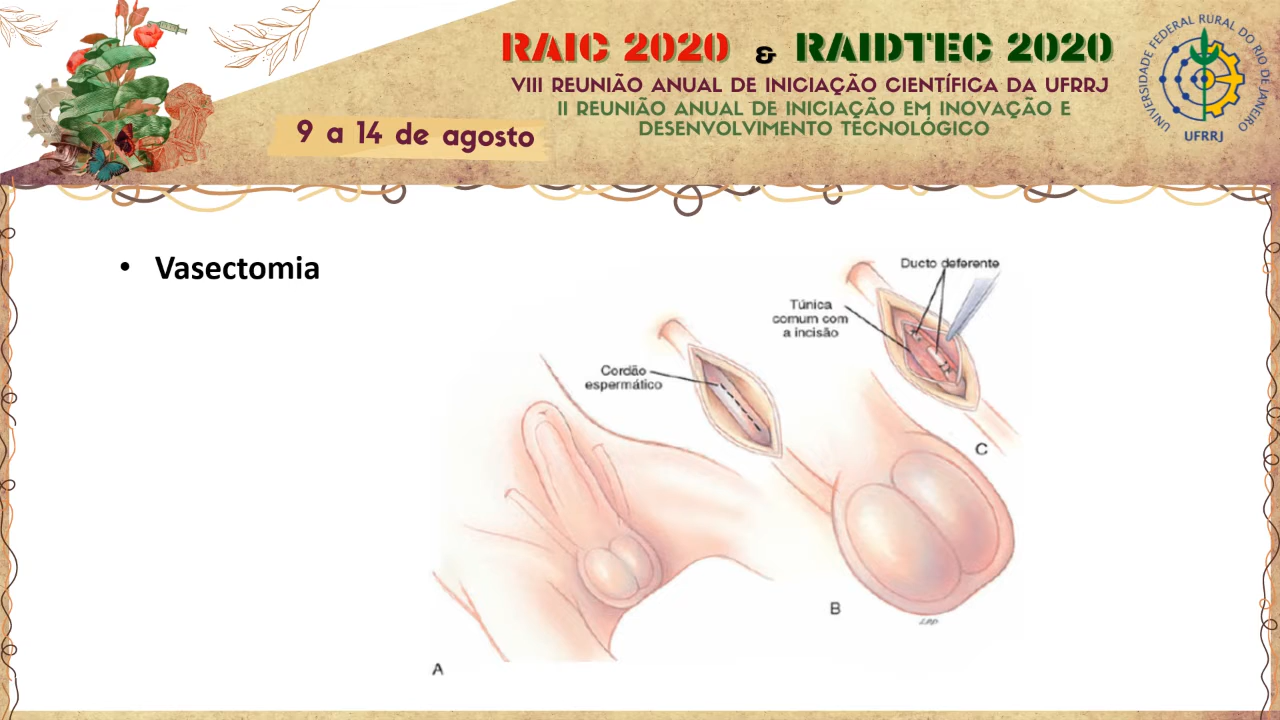 RAIC 2020 & RAIDTEC 2020
VIII REUNIÃO ANUAL DE INICIAÇÃO CIENTÍFICA DA UFRRJ
II REUNIÃO ANUAL DE INICIAÇÃO EM INOVAÇÃO E
DESENVOLVIMENTO TECNOLÓGICO
9 a 14 de agosto
UNIVERSIDADE FEDERAL RURAL DO RIO DE JANEIRO
UFRRJ
• Vasectomia
Ducto deferente
Túnica
comum com
a incisão
Cordão
espermático
C
B
A